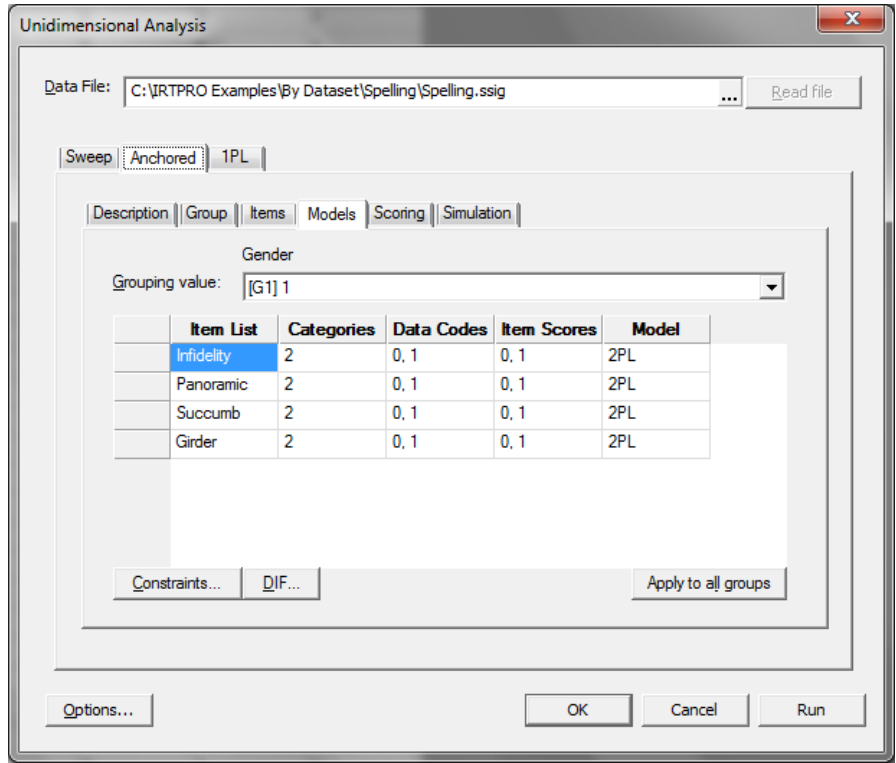 Unidimensional Analysis
Data File: C:\IRTPRO Examples\By Dataset\Spelling\Spelling.ssig ... Read file
Sweep Anchored 1PL
Description Group Items Models Scoring Simulation
Gender
Grouping value: [G1] 1
Item List Categories Data Codes Item Scores Model
Infidelity 2 0, 1 0, 1 2PL
Panoramic 2 0, 1 0, 1 2PL
Succumb 2 0, 1 0, 1 2PL
Girder 2 0, 1 0, 1 2PL
Constraints... DIF... Apply to all groups
Options... OK Cancel Run